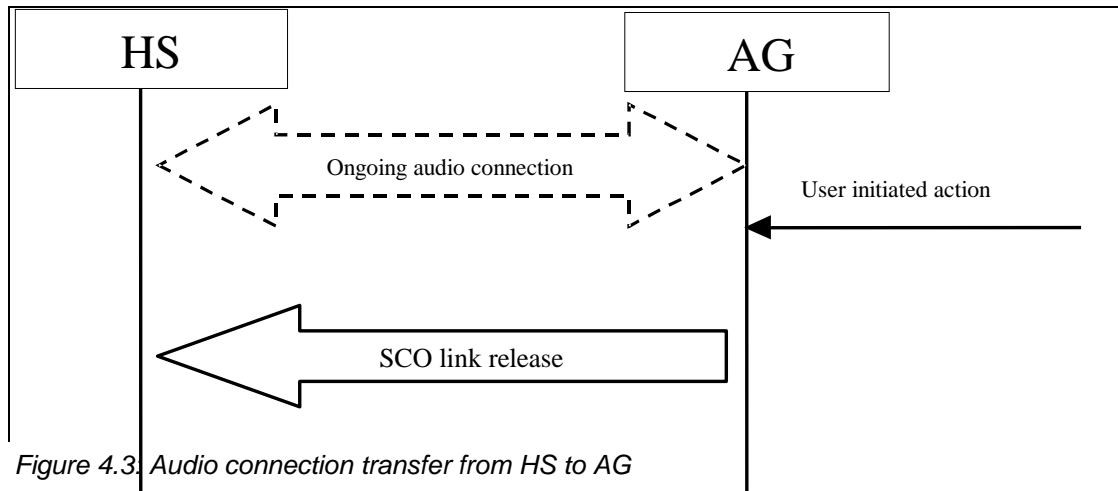 HS
AG
Ongoing audio connection
User initiated action
SCO link release
Figure 4.3: Audio connection transfer from HS to AG